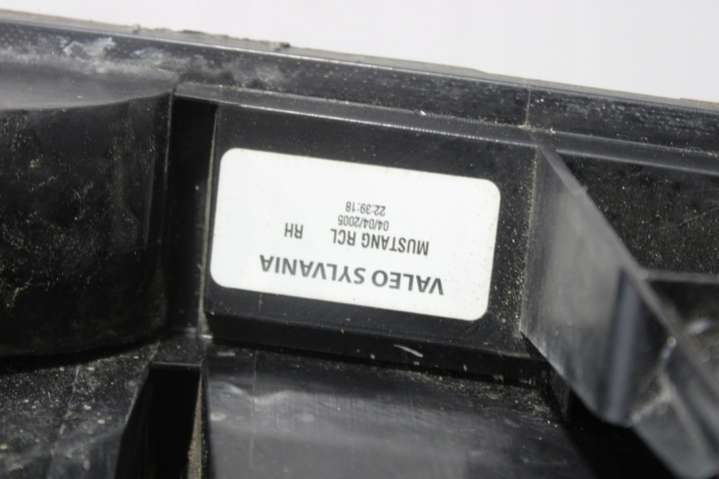 VALEO SYLVANIA
MUSTANG RCL RH
04/04/2005
22:39:18